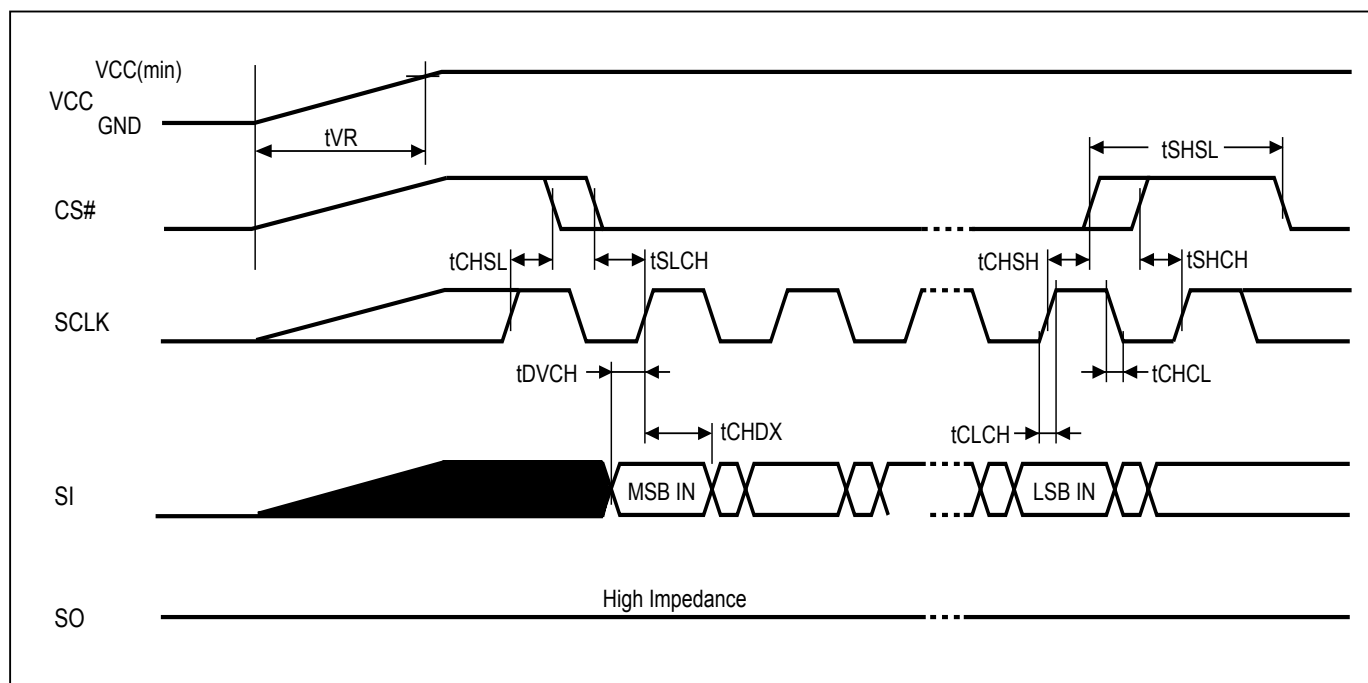 VCC(min)
VCC
GND
tVR
tSHSL
CS#
tCHSL
tSLCH
tCHSH
tSHCH
SCLK
tDVCH
tCHCL
tCHDX
tCLCH
SI
MSB IN
LSB IN
High Impedance
SO